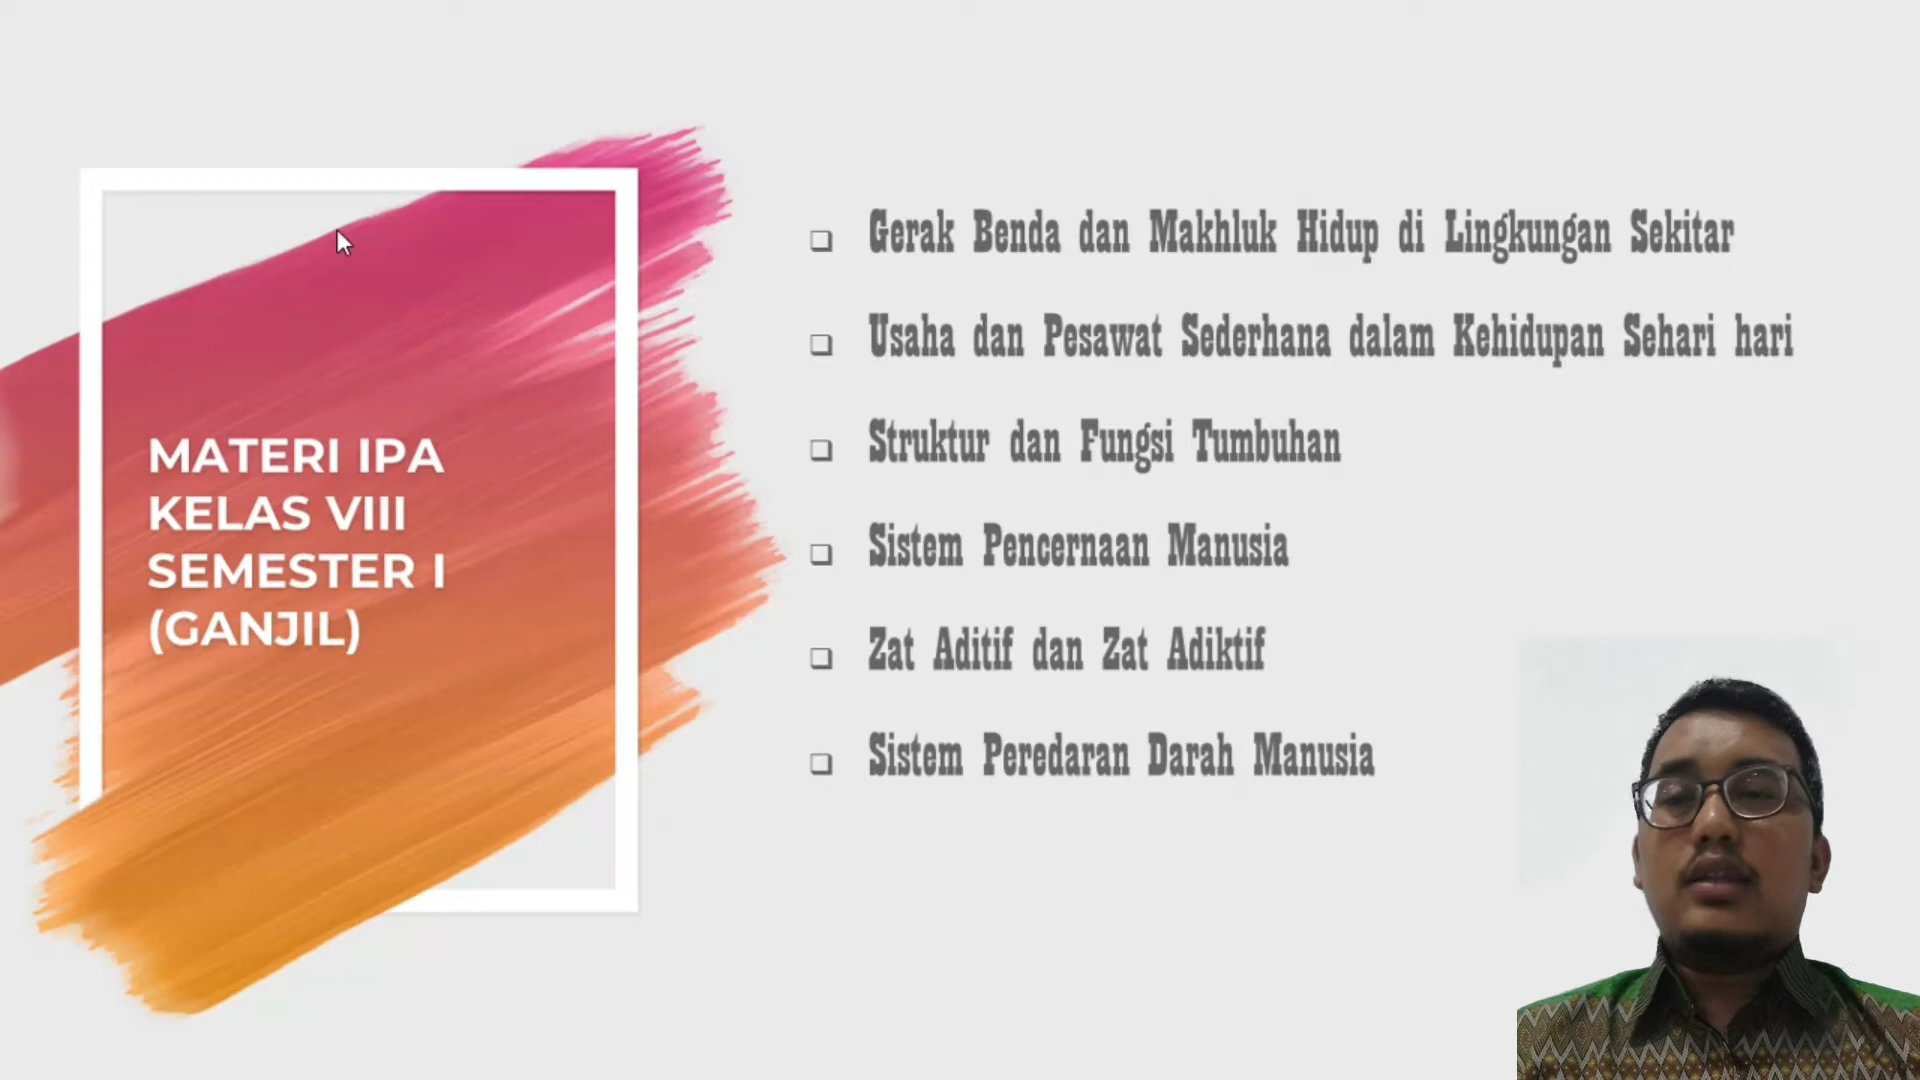 MATERI IPA
KELAS VIII
SEMESTER I
(GANJIL)
Gerak Benda dan Makhluk Hidup di Lingkungan Sekitar
Usaha dan Pesawat Sederhana dalam Kehidupan Sehari hari
Struktur dan Fungsi Tumbuhan
Sistem Pencernaan Manusia
Zat Aditif dan Zat Adiktif
Sistem Peredaran Darah Manusia